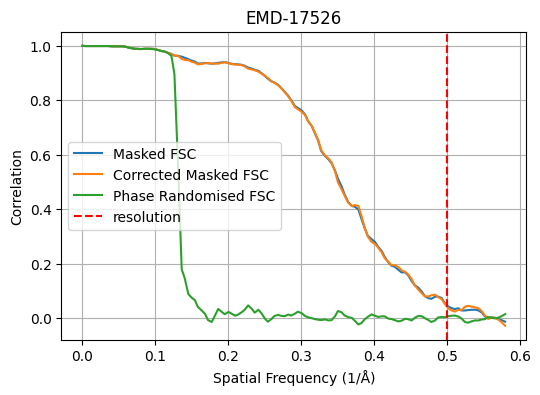 EMD-17526
1.0
0.8
0.6
0.4
0.2
0.0
Correlation
Masked FSC
Corrected Masked FSC
Phase Randomised FSC
resolution
0.0 0.1 0.2 0.3 0.4 0.5 0.6
Spatial Frequency (1/Å)